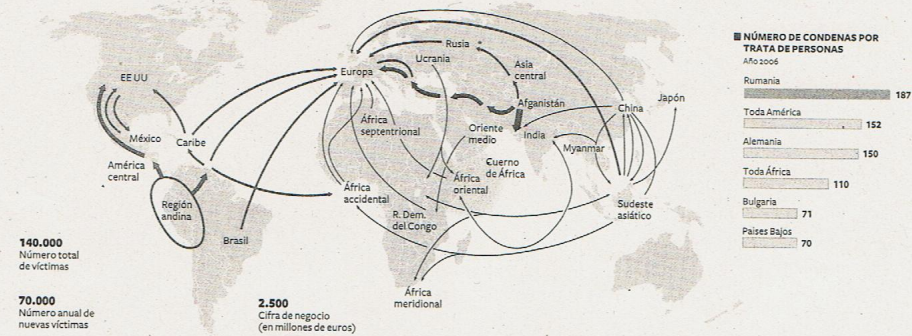 EE UU
México
Caribe
América
central
Región
andina
Brasil
Europa
Rusia
Ucrania
Asia
central
Afganistán
África
septentrional
Oriente
medio
India
Cuerno
de África
Myanmar
China
Japón
África
oriental
África
accidental
R. Dem.
del Congo
Sudeste
asiático
África
meridional
140.000
Número total
de víctimas
70.000
Número anual de
nuevas víctimas
2.500
Cifra de negocio
(en millones de euros)
NÚMERO DE CONDENAS POR
TRATA DE PERSONAS
Año 2006
Rumania
187
Toda América
152
Alemania
150
Toda África
110
Bulgaria
71
Paises Bajos
70